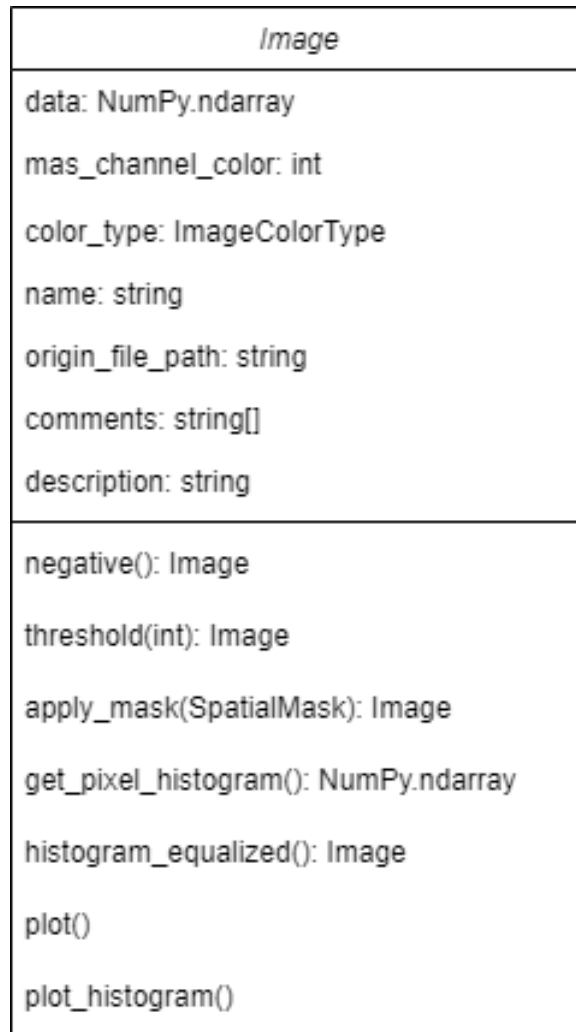 Image
data: NumPy.ndarray
mas_channel_color: int
color_type: ImageColorType
name: string
origin_file_path: string
comments: string[]
description: string
negative(): Image
threshold(int): Image
apply_mask(SpatialMask): Image
get_pixel_histogram(): NumPy.ndarray
histogram_equalized(): Image
plot()
plot_histogram()